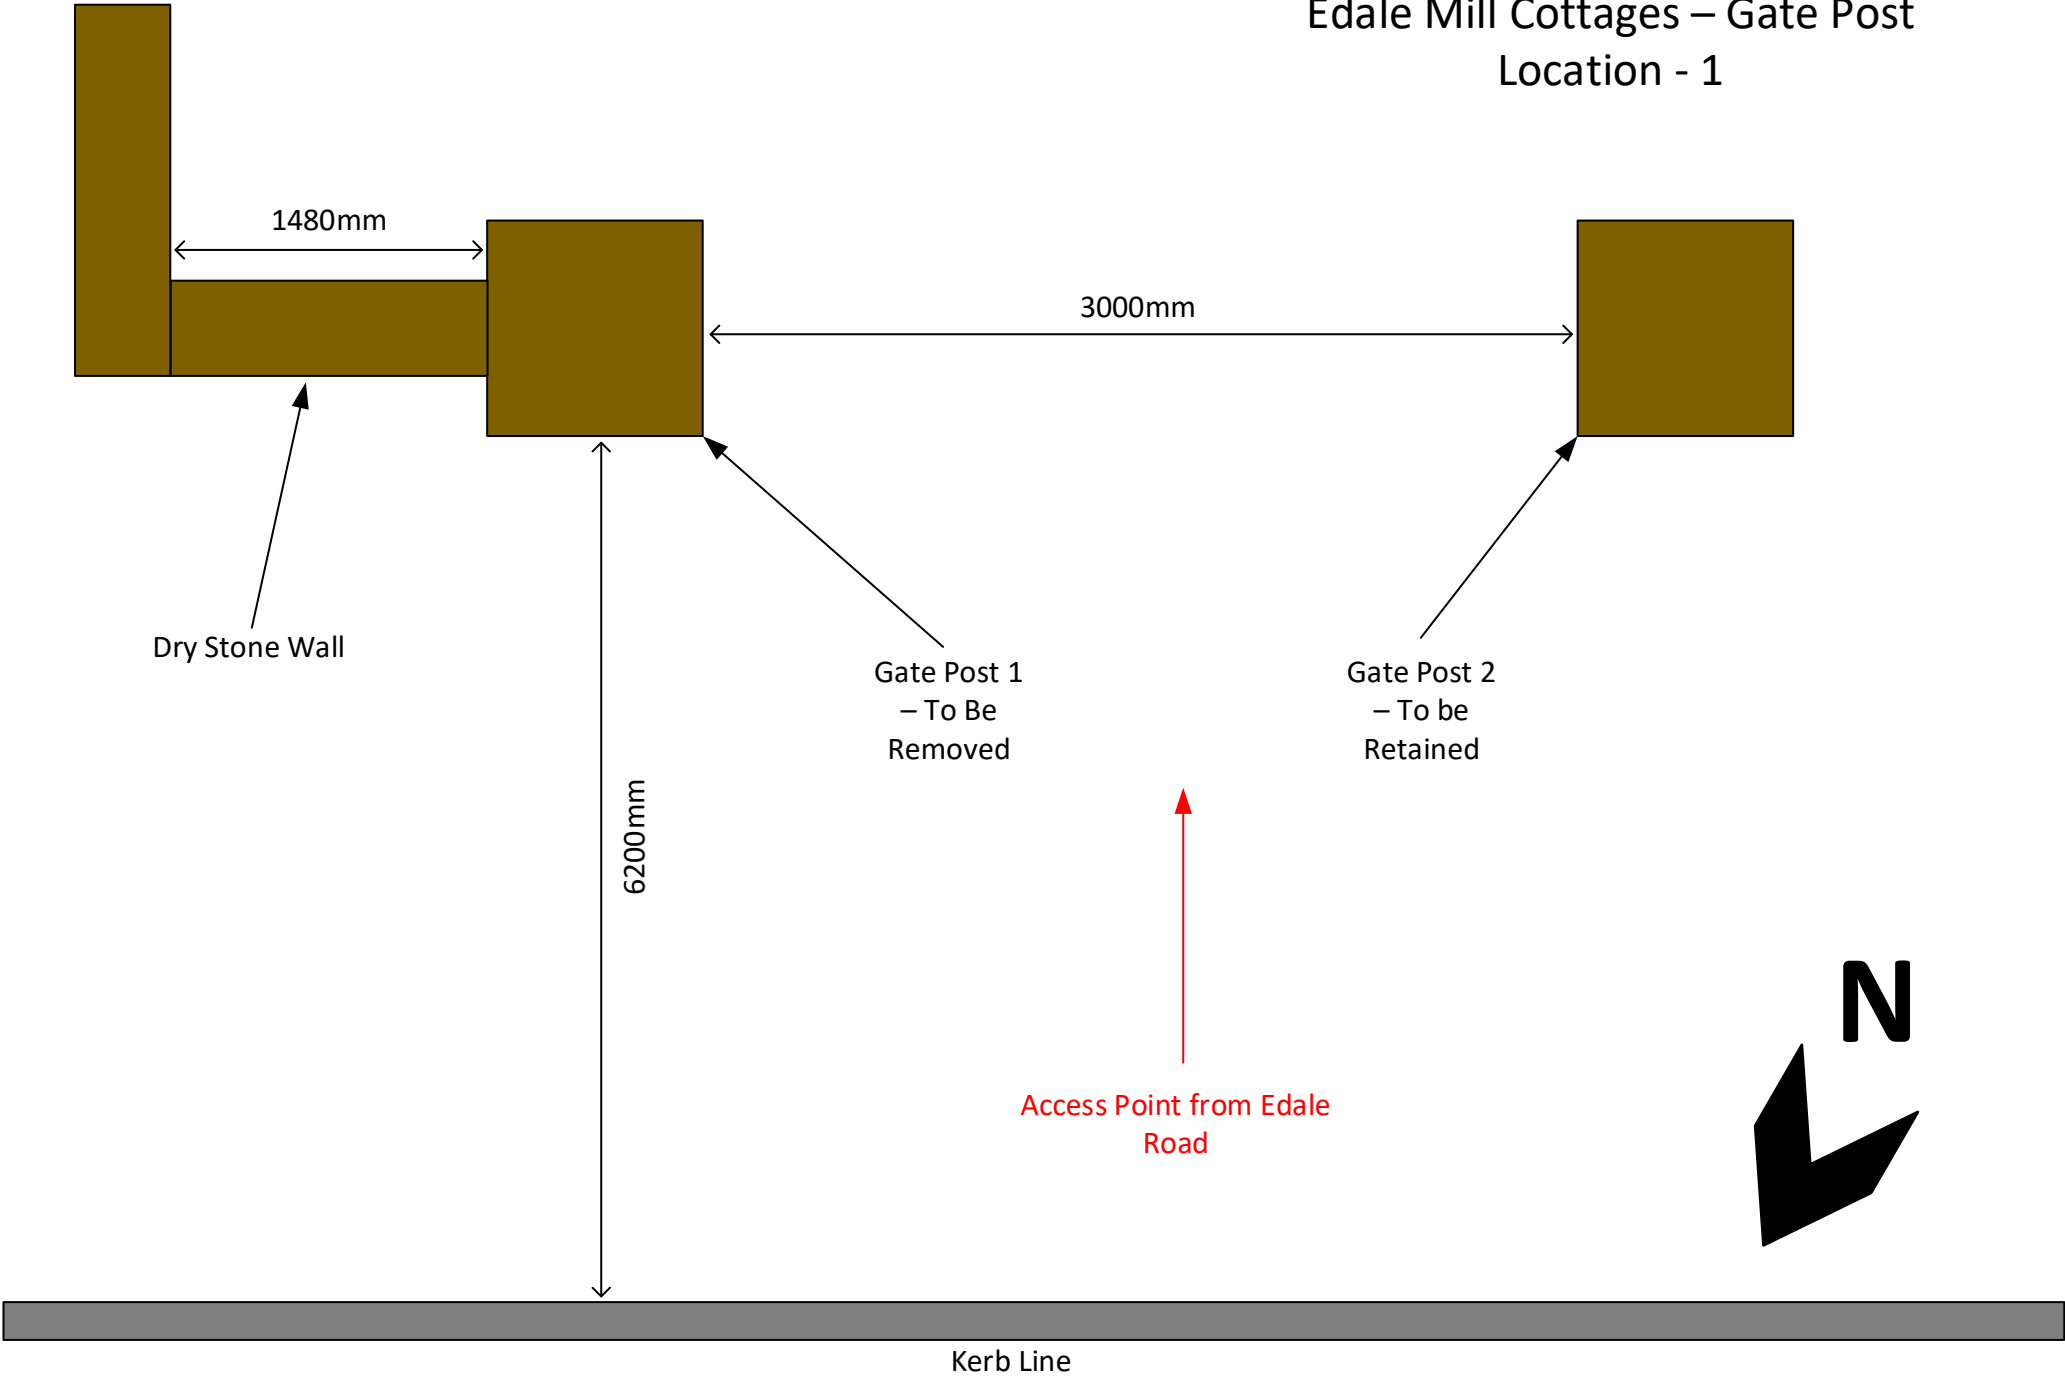 Edale Mill Cottages – Gate Post
Location - 1
1480mm
3000mm
Dry Stone Wall
Gate Post 1
– To Be
Removed
Gate Post 2
– To be
Retained
6200mm
N
Access Point from Edale
Road
Kerb Line